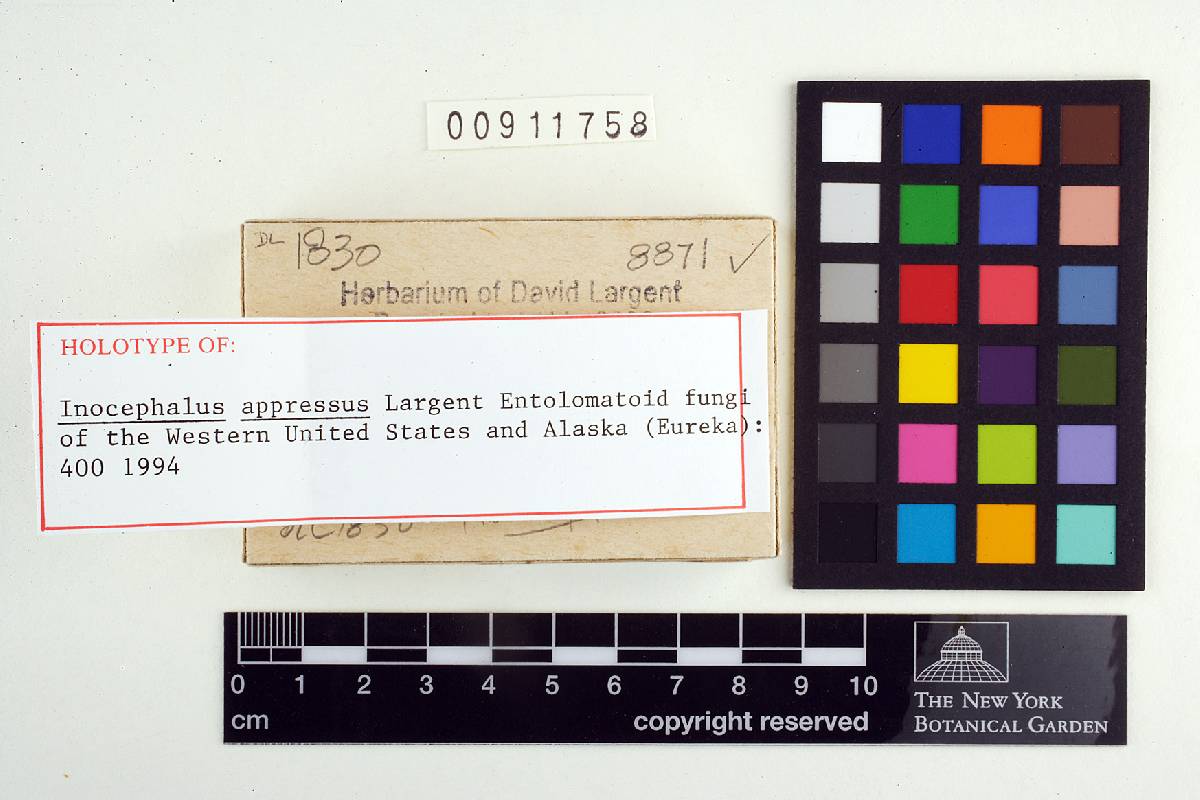 00911758
DL 1830 8871 ✓
Herbarium of David Largent
HOLOTYPE OF:
Inocephalus appressus Largent Entolomatoid fungi
of the Western United States and Alaska (Eureka):
400 1994
0 1 2 3 4 5 6 7 8 9 10
cm
copyright reserved
THE NEW YORK
BOTANICAL GARDEN